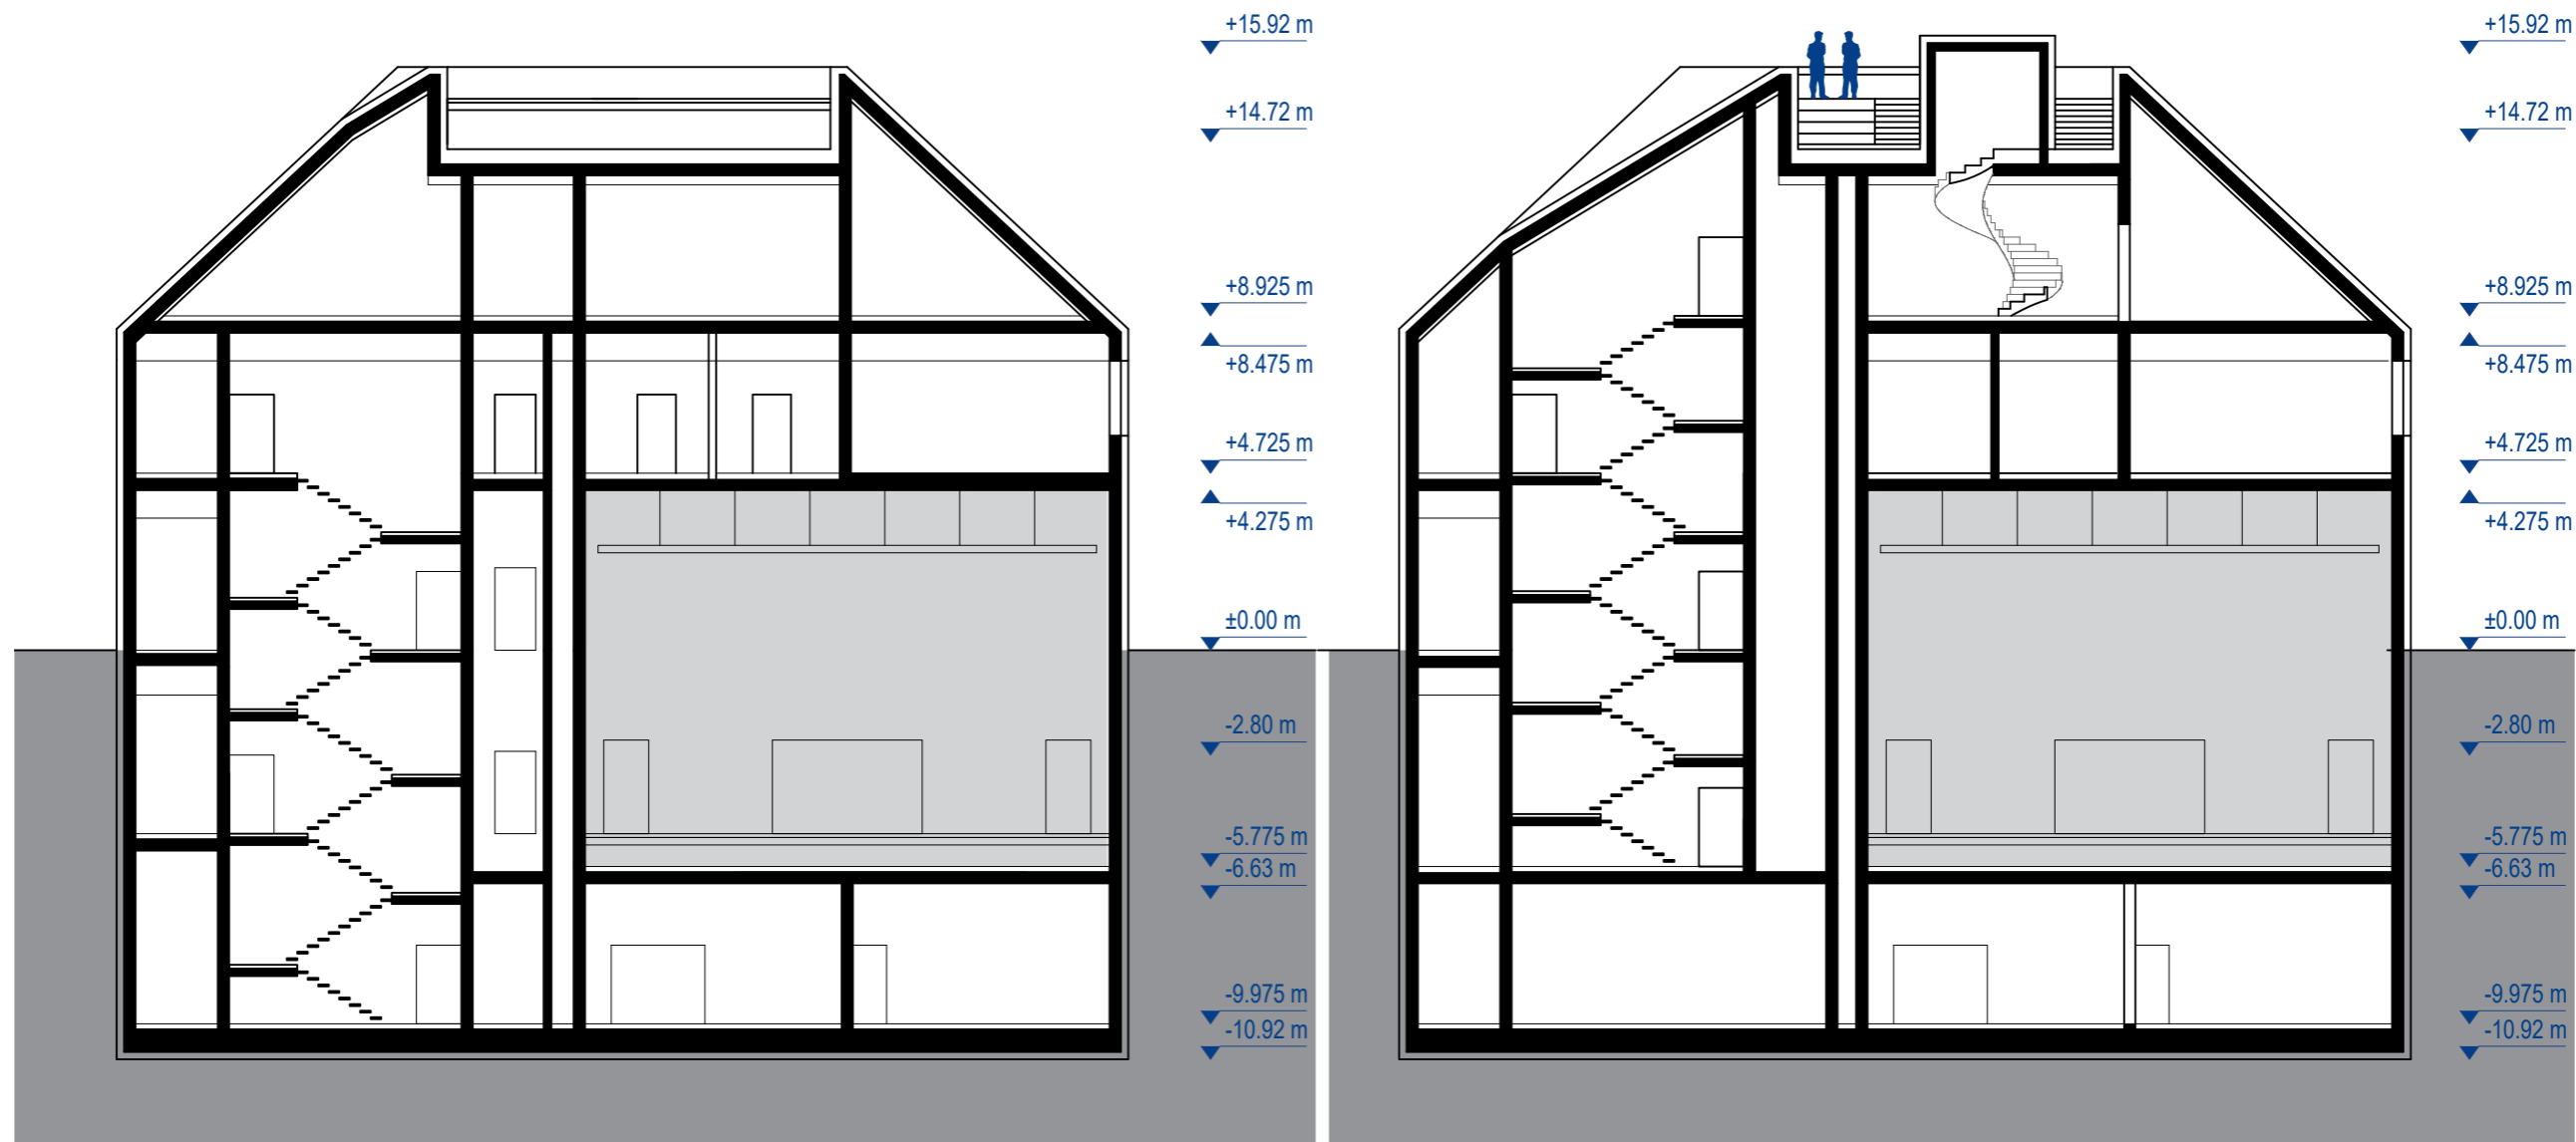 +15.92 m
+14.72 m
+8.925 m
+8.475 m
+4.725 m
+4.275 m
±0.00 m
-2.80 m
-5.775 m
-6.63 m
-9.975 m
-10.92 m
+15.92 m
+14.72 m
+8.925 m
+8.475 m
+4.725 m
+4.275 m
±0.00 m
-2.80 m
-5.775 m
-6.63 m
-9.975 m
-10.92 m